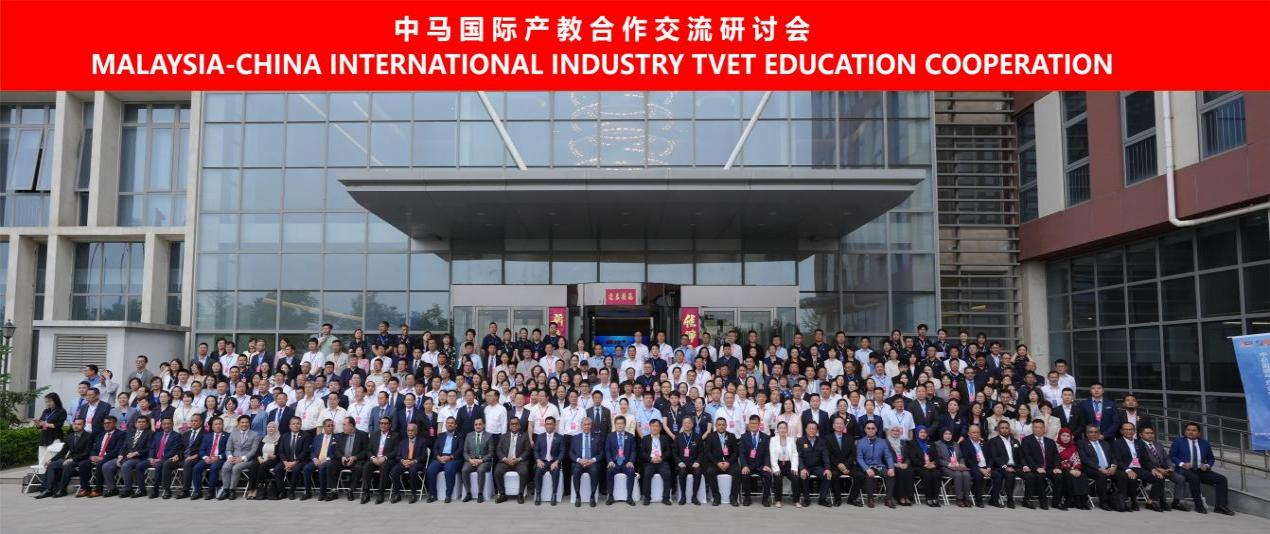 中马国际产教合作交流研讨会
MALAYSIA-CHINA INTERNATIONAL INDUSTRY TVET EDUCATION COOPERATION